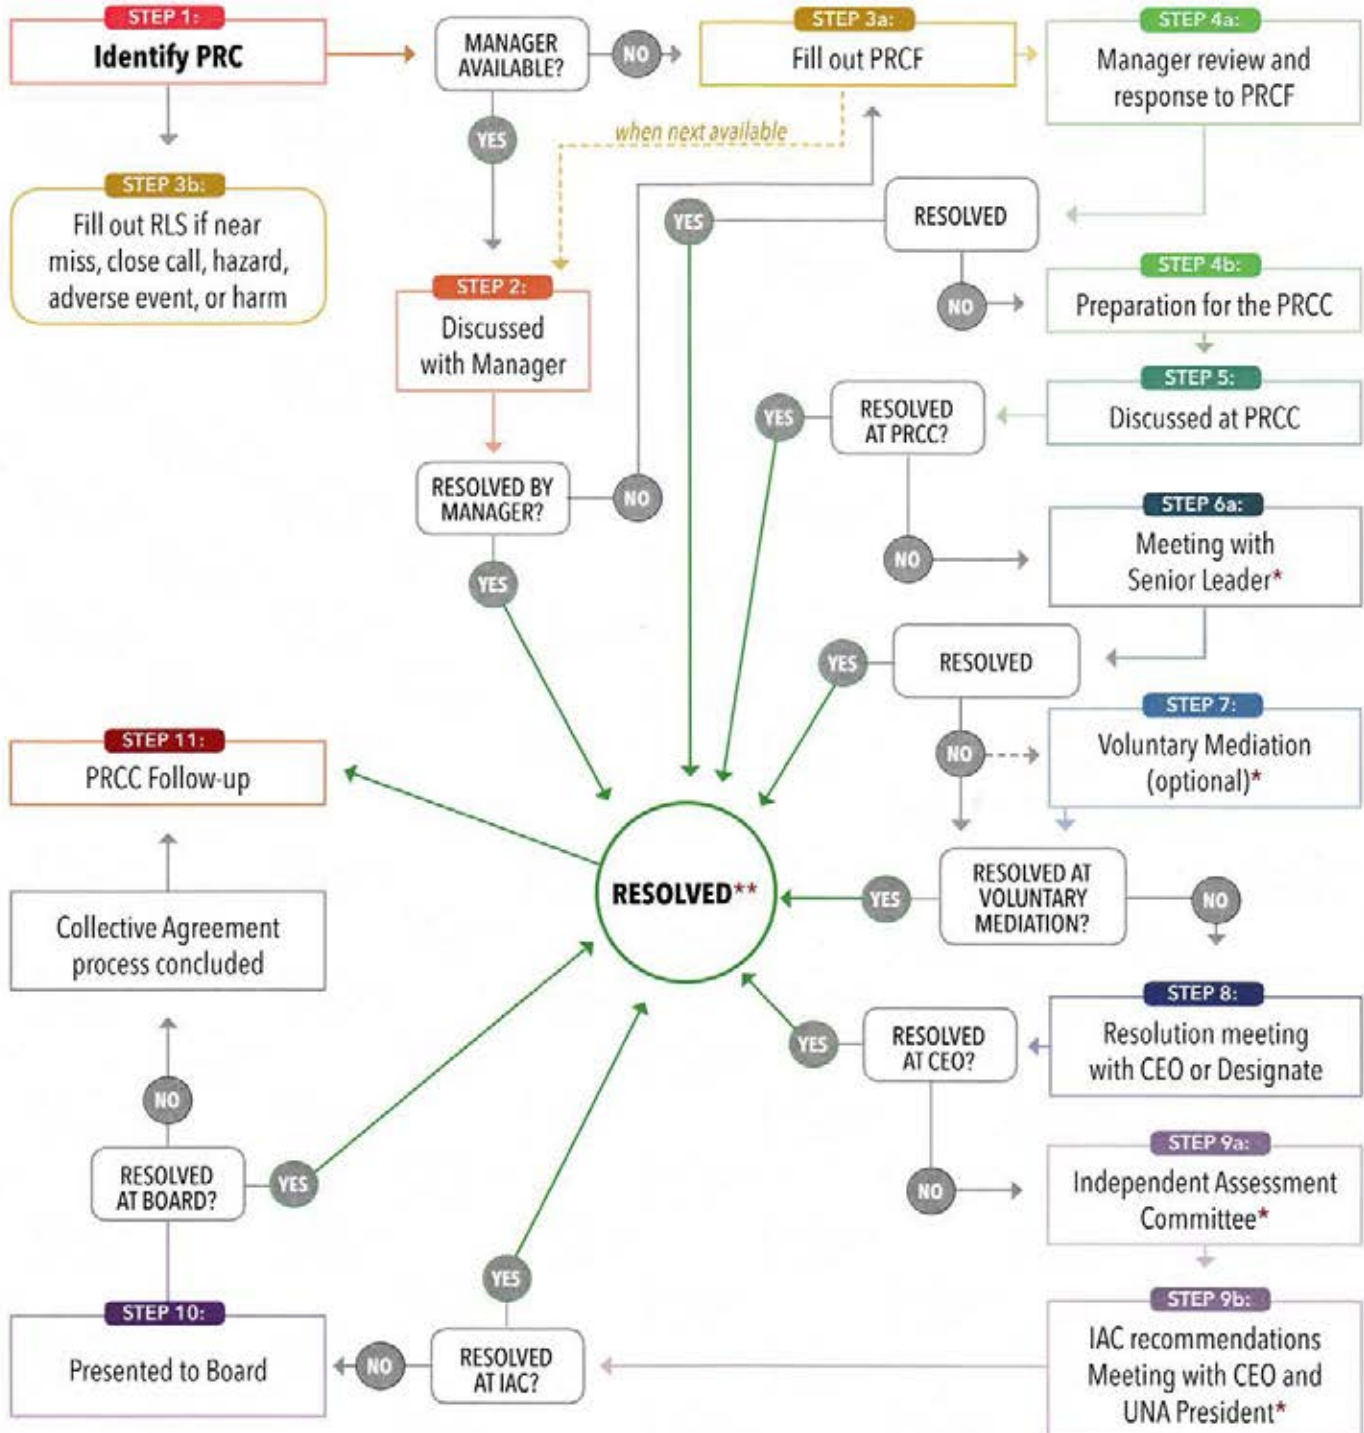 STEP 1:
Identify PRC
MANAGER
AVAILABLE?
NO
YES
STEP 3a:
Fill out PRCF
STEP 4a:
Manager review and
response to PRCF
when next available
STEP 3b:
Fill out RLS if near
miss, close call, hazard,
adverse event, or harm
RESOLVED
YES
NO
STEP 4b:
Preparation for the PRCC
STEP 2:
Discussed
with Manager
STEP 5:
Discussed at PRCC
RESOLVED
AT PRCC?
YES
NO
RESOLVED BY
MANAGER?
NO
YES
STEP 6a:
Meeting with
Senior Leader*
RESOLVED
YES
NO
STEP 7:
Voluntary Mediation
(optional)*
STEP 11:
PRCC Follow-up
RESOLVED**
RESOLVED AT
VOLUNTARY
MEDIATION?
YES
NO
Collective Agreement
process concluded
STEP 8:
Resolution meeting
with CEO or Designate
RESOLVED
AT CEO?
YES
NO
NO
RESOLVED
AT BOARD?
YES
STEP 9a:
Independent Assessment
Committee*
STEP 9b:
IAC recommendations
Meeting with CEO and
UNA President*
YES
RESOLVED
AT IAC?
NO
STEP 10:
Presented to Board